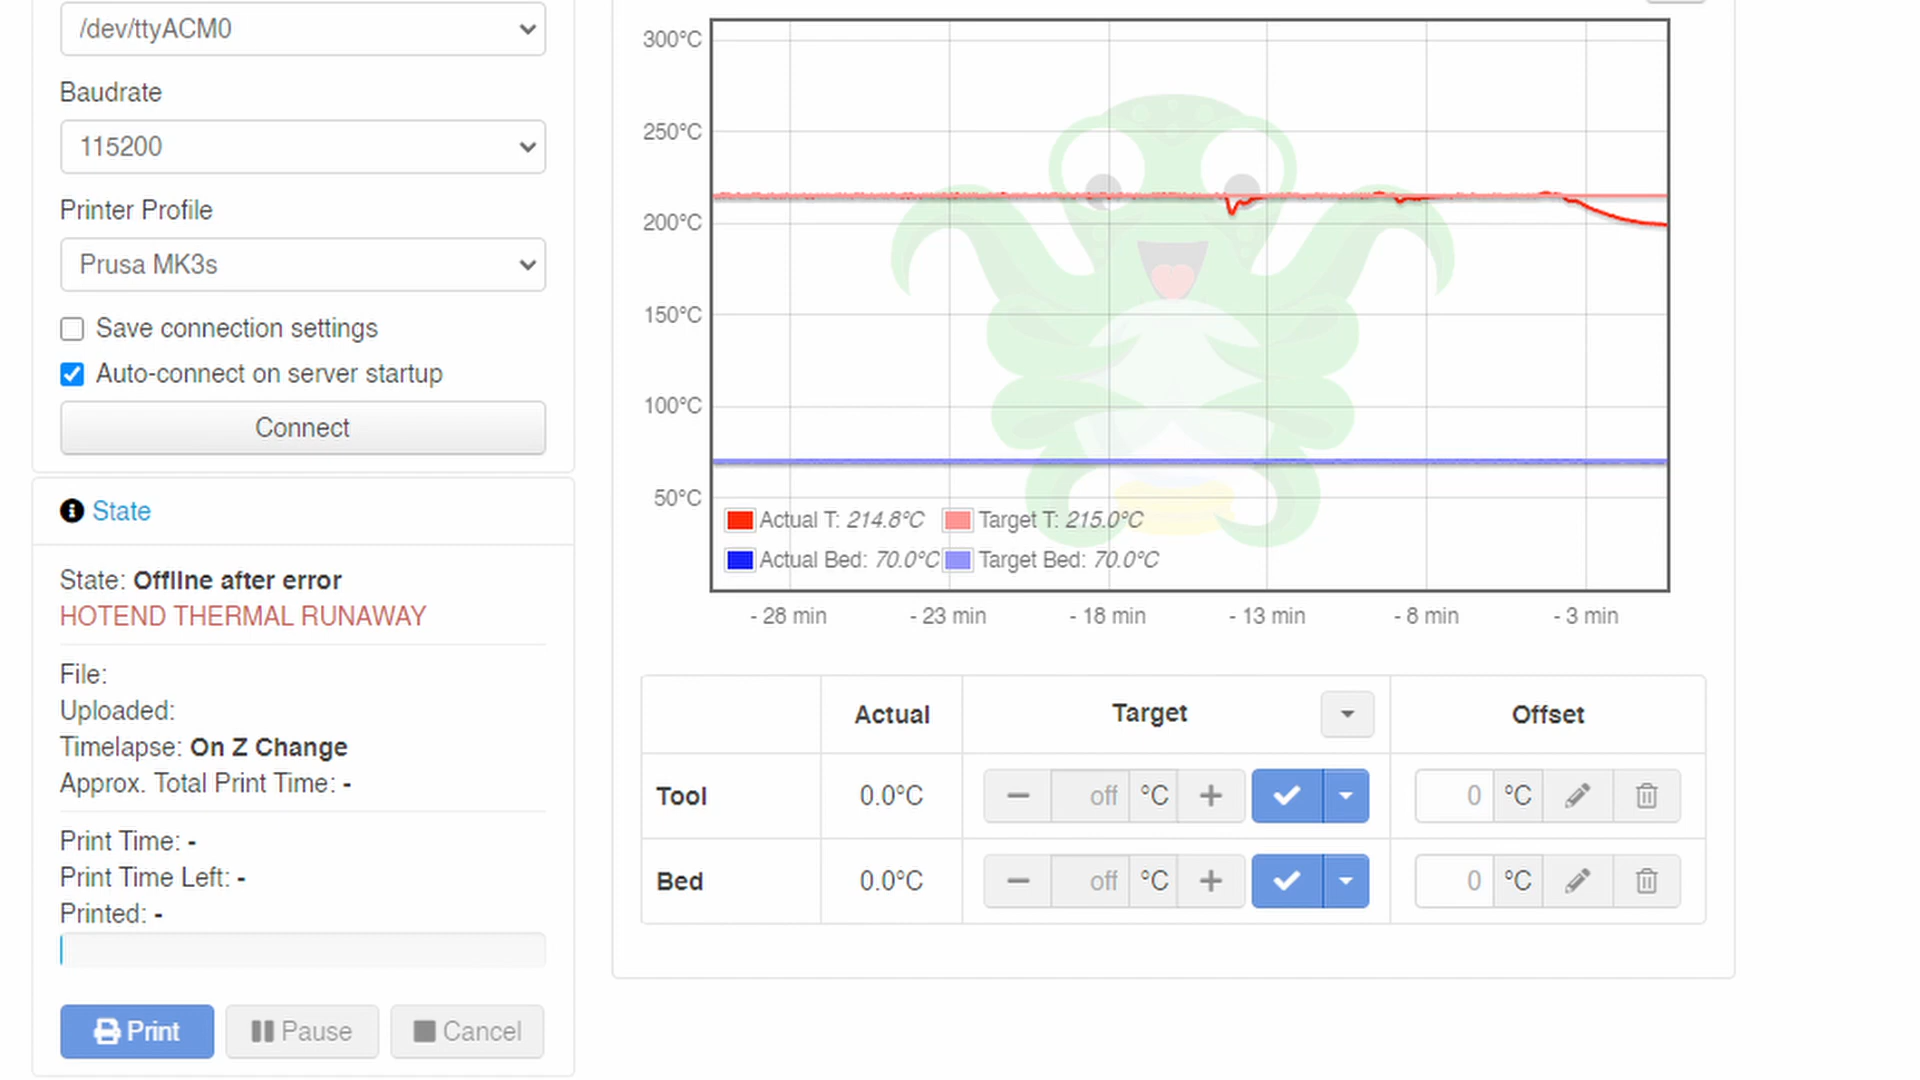 /dev/ttyACM0
Baudrate
115200
Printer Profile
Prusa MK3s
Save connection settings
Auto-connect on server startup
Connect
State
State: Offline after error
HOTEND THERMAL RUNAWAY
File:
Uploaded:
Timelapse: On Z Change
Approx. Total Print Time: -
Print Time: -
Print Time Left: -
Printed: -
Print Pause Cancel
300°C
250°C
200°C
150°C
100°C
50°C
Actual T: 214.8°C Target T: 215.0°C
Actual Bed: 70.0°C Target Bed: 70.0°C
- 28 min - 23 min - 18 min - 13 min - 8 min - 3 min
Actual Target Offset
Tool 0.0°C off °C 0 °C
Bed 0.0°C off °C 0 °C